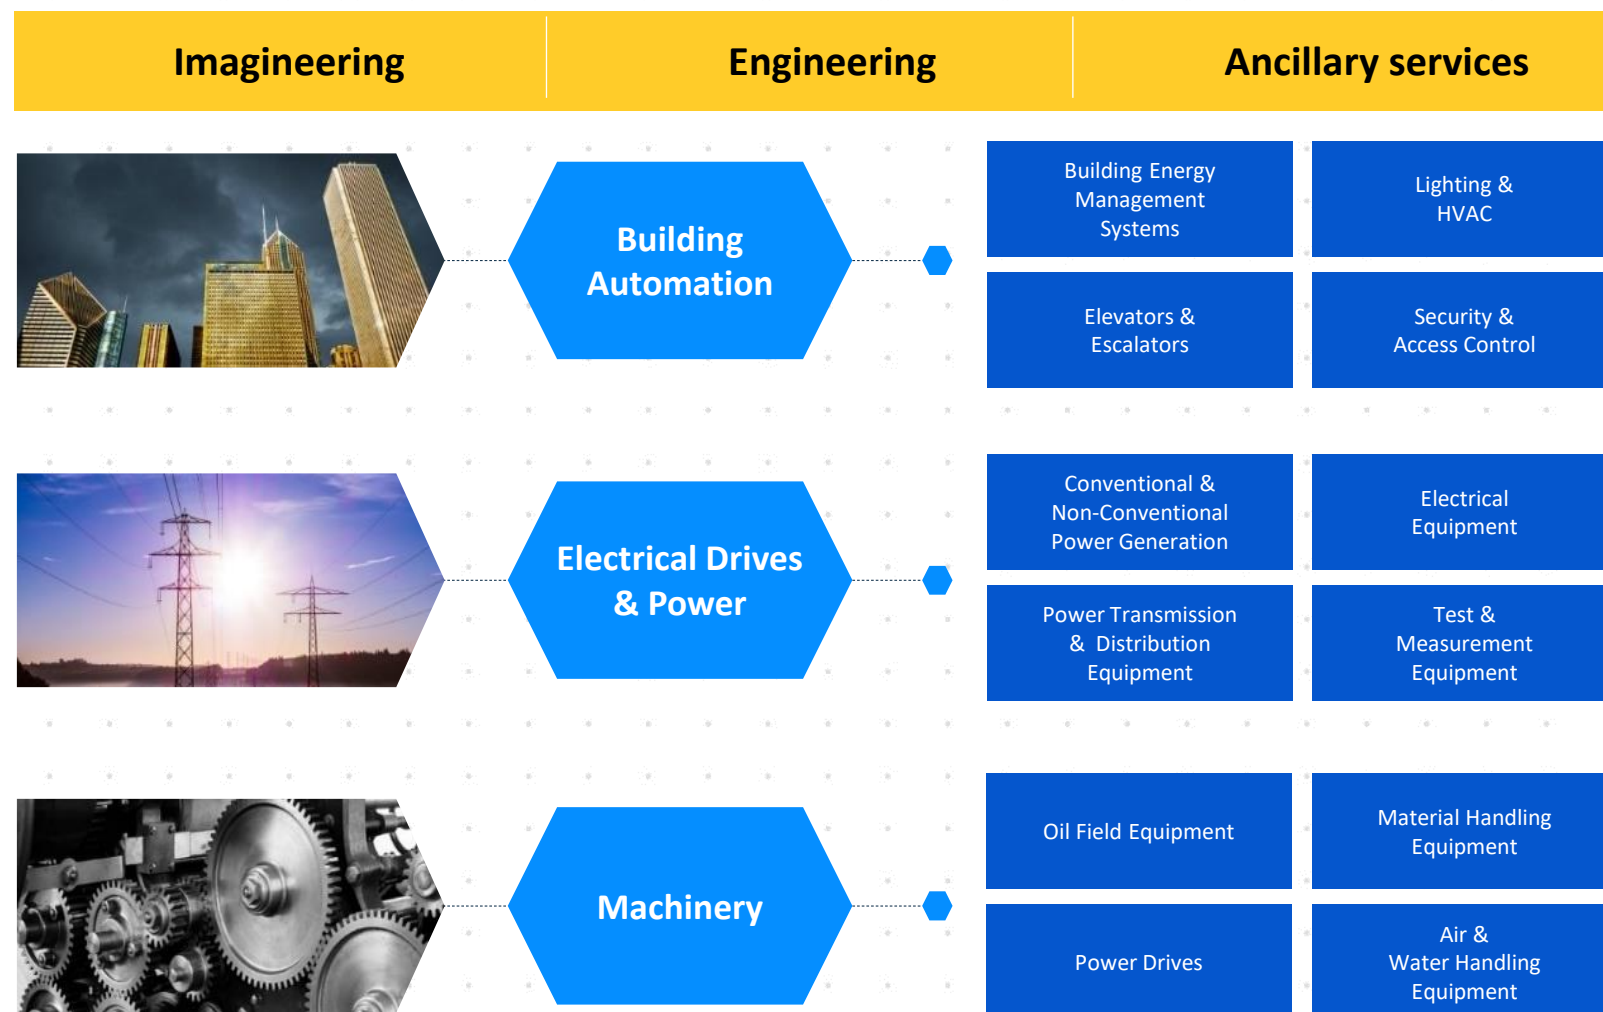 Imagineering
Engineering
Ancillary services
Building
Automation
Building Energy
Management
Systems
Lighting &
HVAC
Elevators &
Escalators
Security &
Access Control
Electrical Drives
& Power
Conventional &
Non-Conventional
Power Generation
Electrical
Equipment
Power Transmission
& Distribution
Equipment
Test &
Measurement
Equipment
Machinery
Oil Field Equipment
Material Handling
Equipment
Power Drives
Air &
Water Handling
Equipment